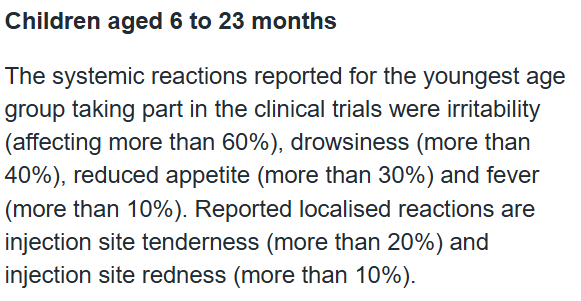 Children aged 6 to 23 months
The systemic reactions reported for the youngest age
group taking part in the clinical trials were irritability
(affecting more than 60%), drowsiness (more than
40%), reduced appetite (more than 30%) and fever
(more than 10%). Reported localised reactions are
injection site tenderness (more than 20%) and
injection site redness (more than 10%).